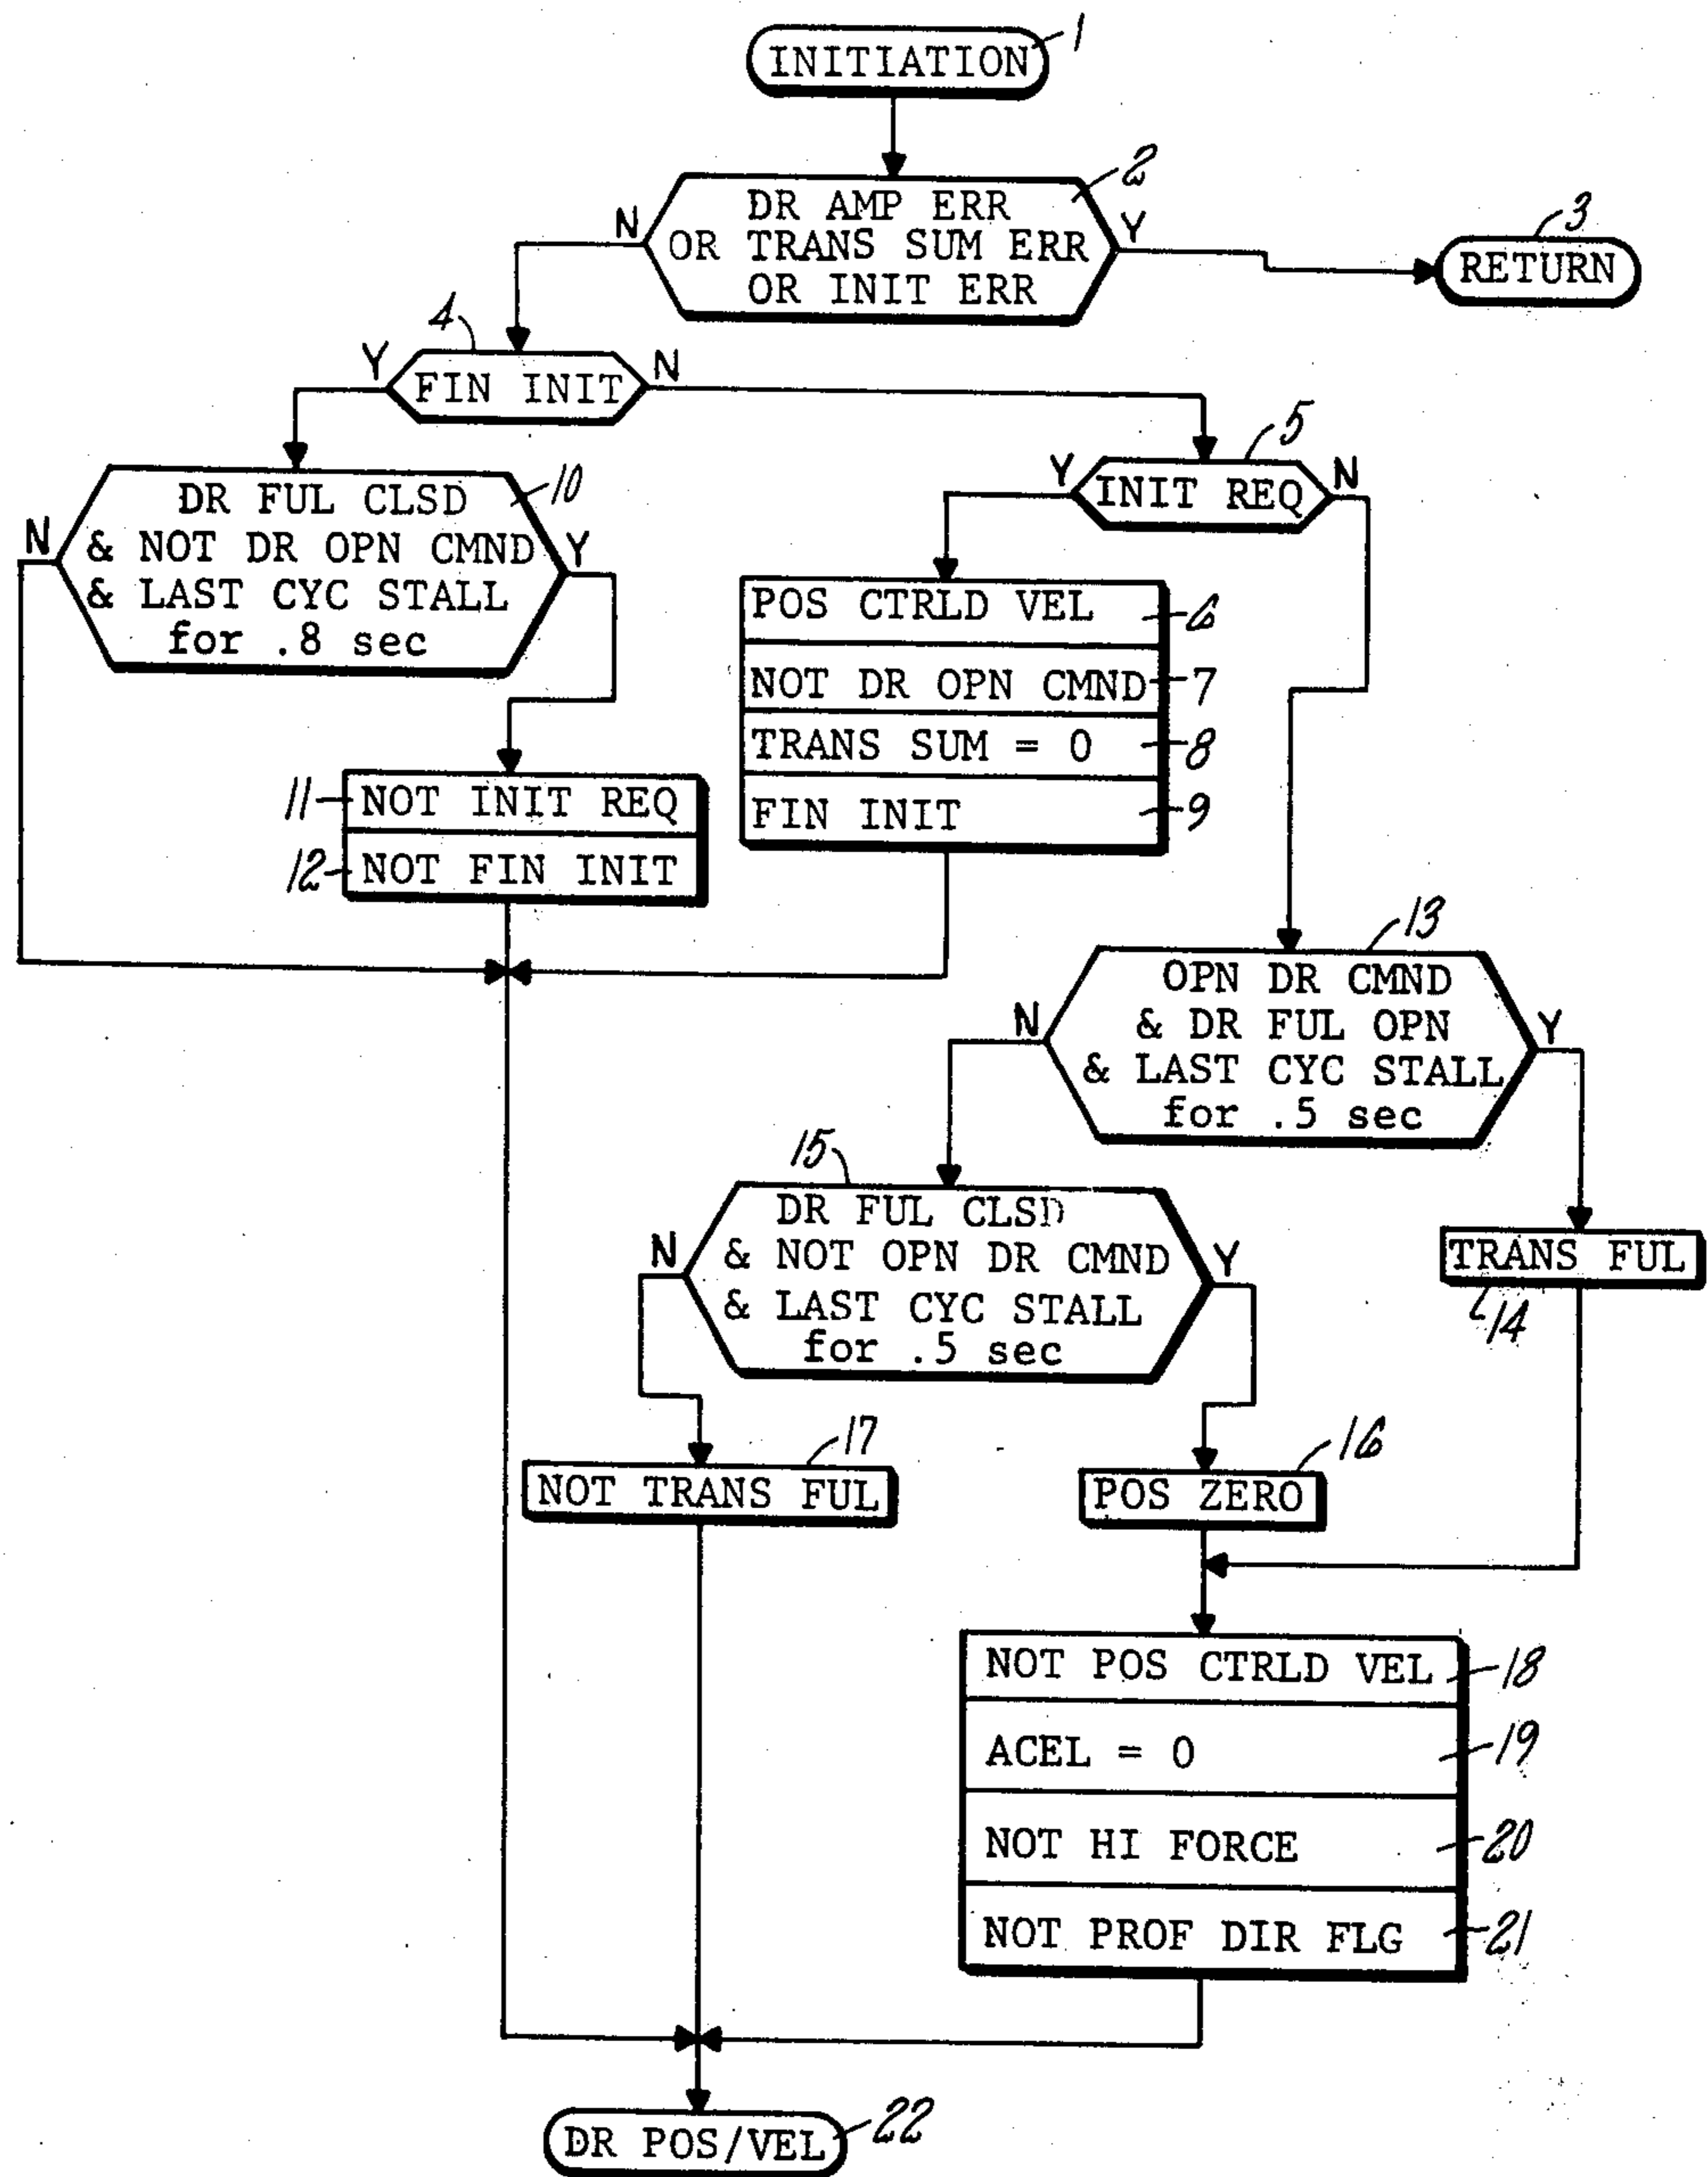 INITIATION
1
DR AMP ERR
OR TRANS SUM ERR
OR INIT ERR
2
N
Y
RETURN
3
FIN INIT
4
Y
N
INIT REQ
5
Y
N
DR FUL CLSD
& NOT DR OPN CMND
& LAST CYC STALL
for .8 sec
10
N
Y
POS CTRLD VEL
6
NOT DR OPN CMND
7
TRANS SUM = 0
8
FIN INIT
9
11
NOT INIT REQ
12
NOT FIN INIT
OPN DR CMND
& DR FUL OPN
& LAST CYC STALL
for .5 sec
13
N
Y
TRANS FUL
14
DR FUL CLSD
& NOT OPN DR CMND
& LAST CYC STALL
for .5 sec
15
N
Y
NOT TRANS FUL
17
POS ZERO
16
NOT POS CTRLD VEL
18
ACEL = 0
19
NOT HI FORCE
20
NOT PROF DIR FLG
21
DR POS/VEL
22